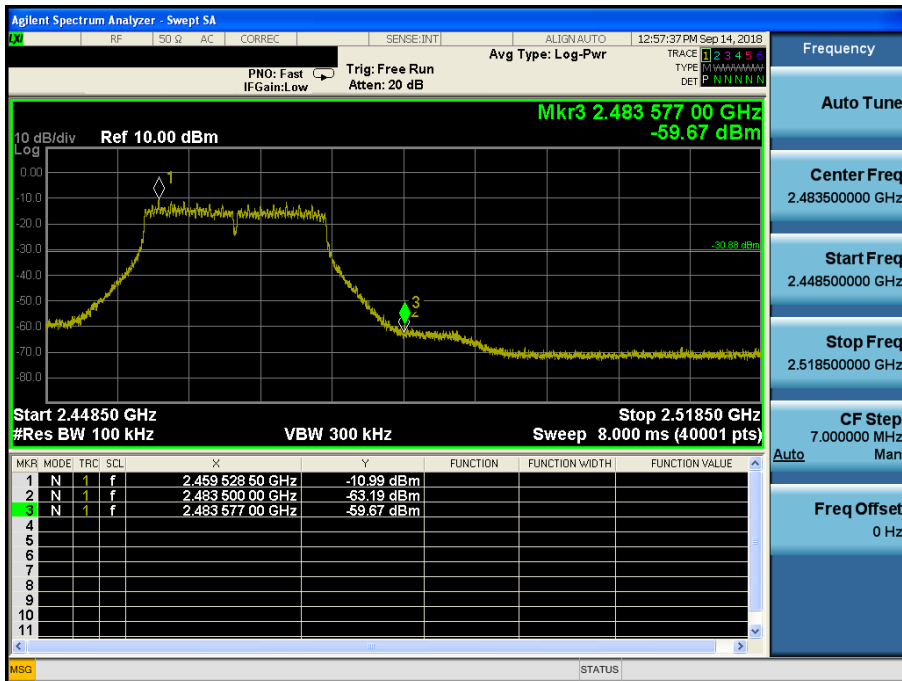 Agilent Spectrum Analyzer - Swept SA
LXI RF 50 Ω AC CORREC SENSE:INT ALIGN AUTO 12:57:37 PM Sep 14, 2018
Avg Type: Log-Pwr TRACE 1 2 3 4 5 6
PNO: Fast Trig: Free Run TYPE MWWWWW
IFGain:Low Atten: 20 dB DET P N N N N N
Mkr3 2.483 577 00 GHz
10 dB/div Ref 10.00 dBm -59.67 dBm
Log
0.00
1
-10.0
-20.0
-30.0
-30.88 dBm
-40.0
-50.0
3
2
-60.0
-70.0
-80.0
Start 2.44850 GHz Stop 2.51850 GHz
#Res BW 100 kHz VBW 300 kHz Sweep 8.000 ms (40001 pts)
MKR MODE TRC SCL X Y FUNCTION FUNCTION WIDTH FUNCTION VALUE
1 N 1 f 2.459 528 50 GHz -10.99 dBm
2 N 1 f 2.483 500 00 GHz -63.19 dBm
3 N 1 f 2.483 577 00 GHz -59.67 dBm
4
5
6
7
8
9
10
11
MSG STATUS
Frequency
Auto Tune
Center Freq
2.483500000 GHz
Start Freq
2.448500000 GHz
Stop Freq
2.518500000 GHz
CF Step
7.000000 MHz
Auto Man
Freq Offset
0 Hz